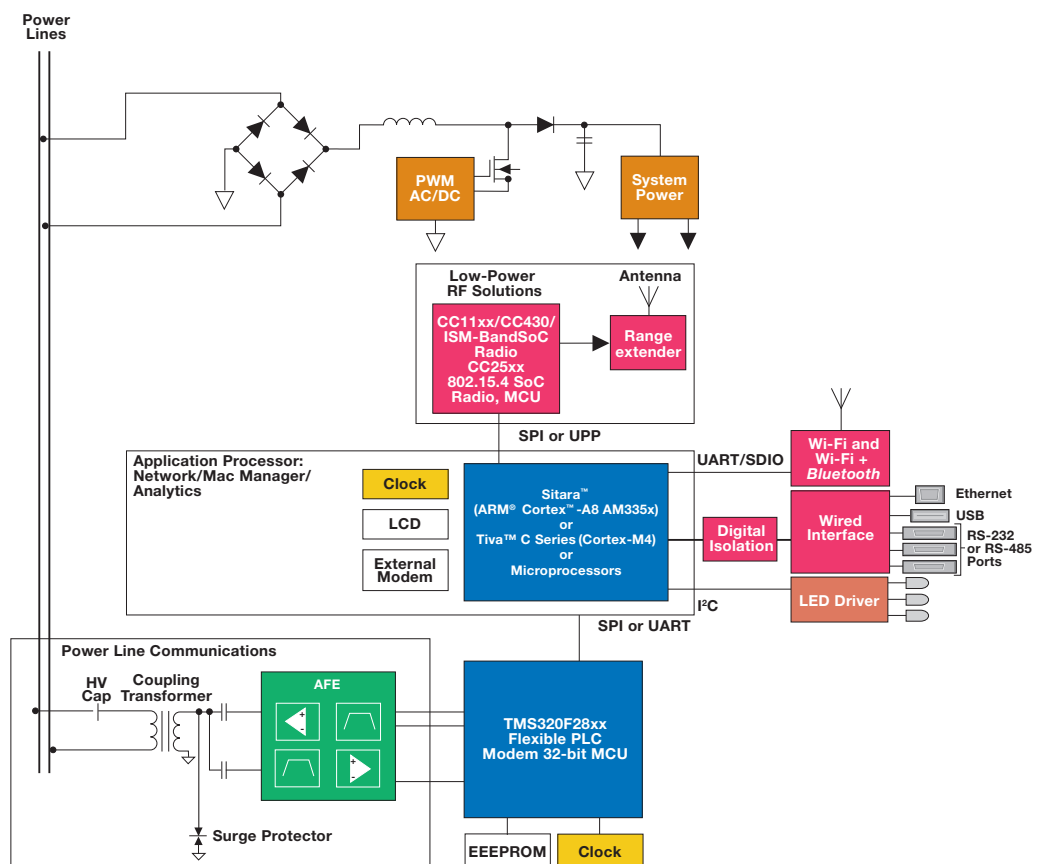 Power
Lines
PWM
AC/DC
System
Power
Low-Power
RF Solutions
Antenna
CC11xx/CC430/
ISM-BandSoC
Radio
CC25xx
802.15.4 SoC
Radio, MCU
Range
extender
SPI or UPP
Application Processor:
Network/Mac Manager/
Analytics
Clock
LCD
External
Modem
Sitara™
(ARM® Cortex™-A8 AM335x)
or
Tiva™ C Series (Cortex-M4)
or
Microprocessors
UART/SDIO
Wi-Fi and
Wi-Fi +
Bluetooth
Digital
Isolation
Wired
Interface
Ethernet
USB
RS-232
or RS-485
Ports
I²C
LED Driver
SPI or UART
Power Line Communications
HV
Cap
Coupling
Transformer
AFE
+
-
+
-
Surge Protector
TMS320F28xx
Flexible PLC
Modem 32-bit MCU
EEEPROM
Clock